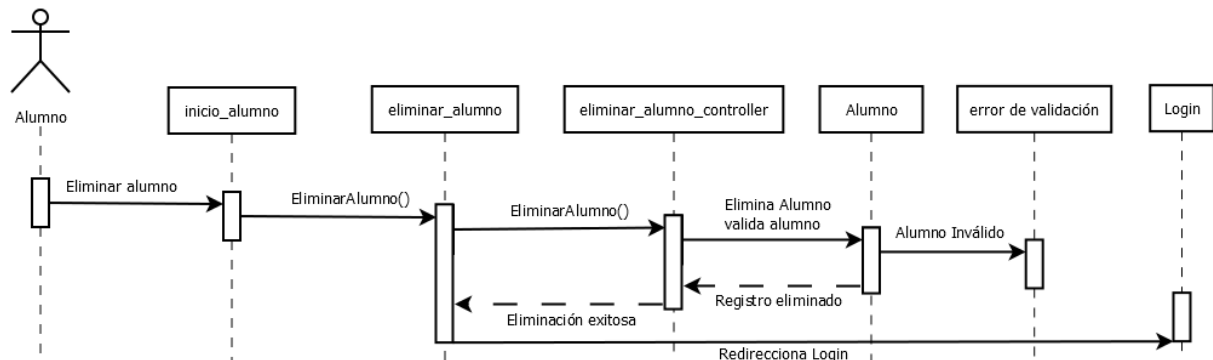 Alumno
inicio_alumno
eliminar_alumno
eliminar_alumno_controller
Alumno
error de validación
Login
Eliminar alumno
EliminarAlumno()
EliminarAlumno()
Elimina Alumno
valida alumno
Alumno Inválido
Registro eliminado
Eliminación exitosa
Redirecciona Login